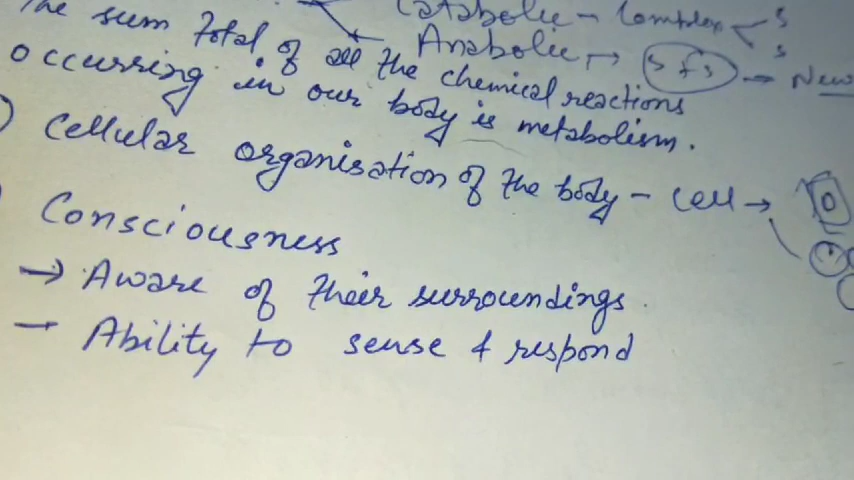 Catabolic - Complex < s s
Anabolic → s + s → New
The sum total of all the chemical reactions
occurring in our body is metabolism.
Cellular organisation of the body - Cell →
Consciousness
→ Aware of their surroundings.
- Ability to sense & respond